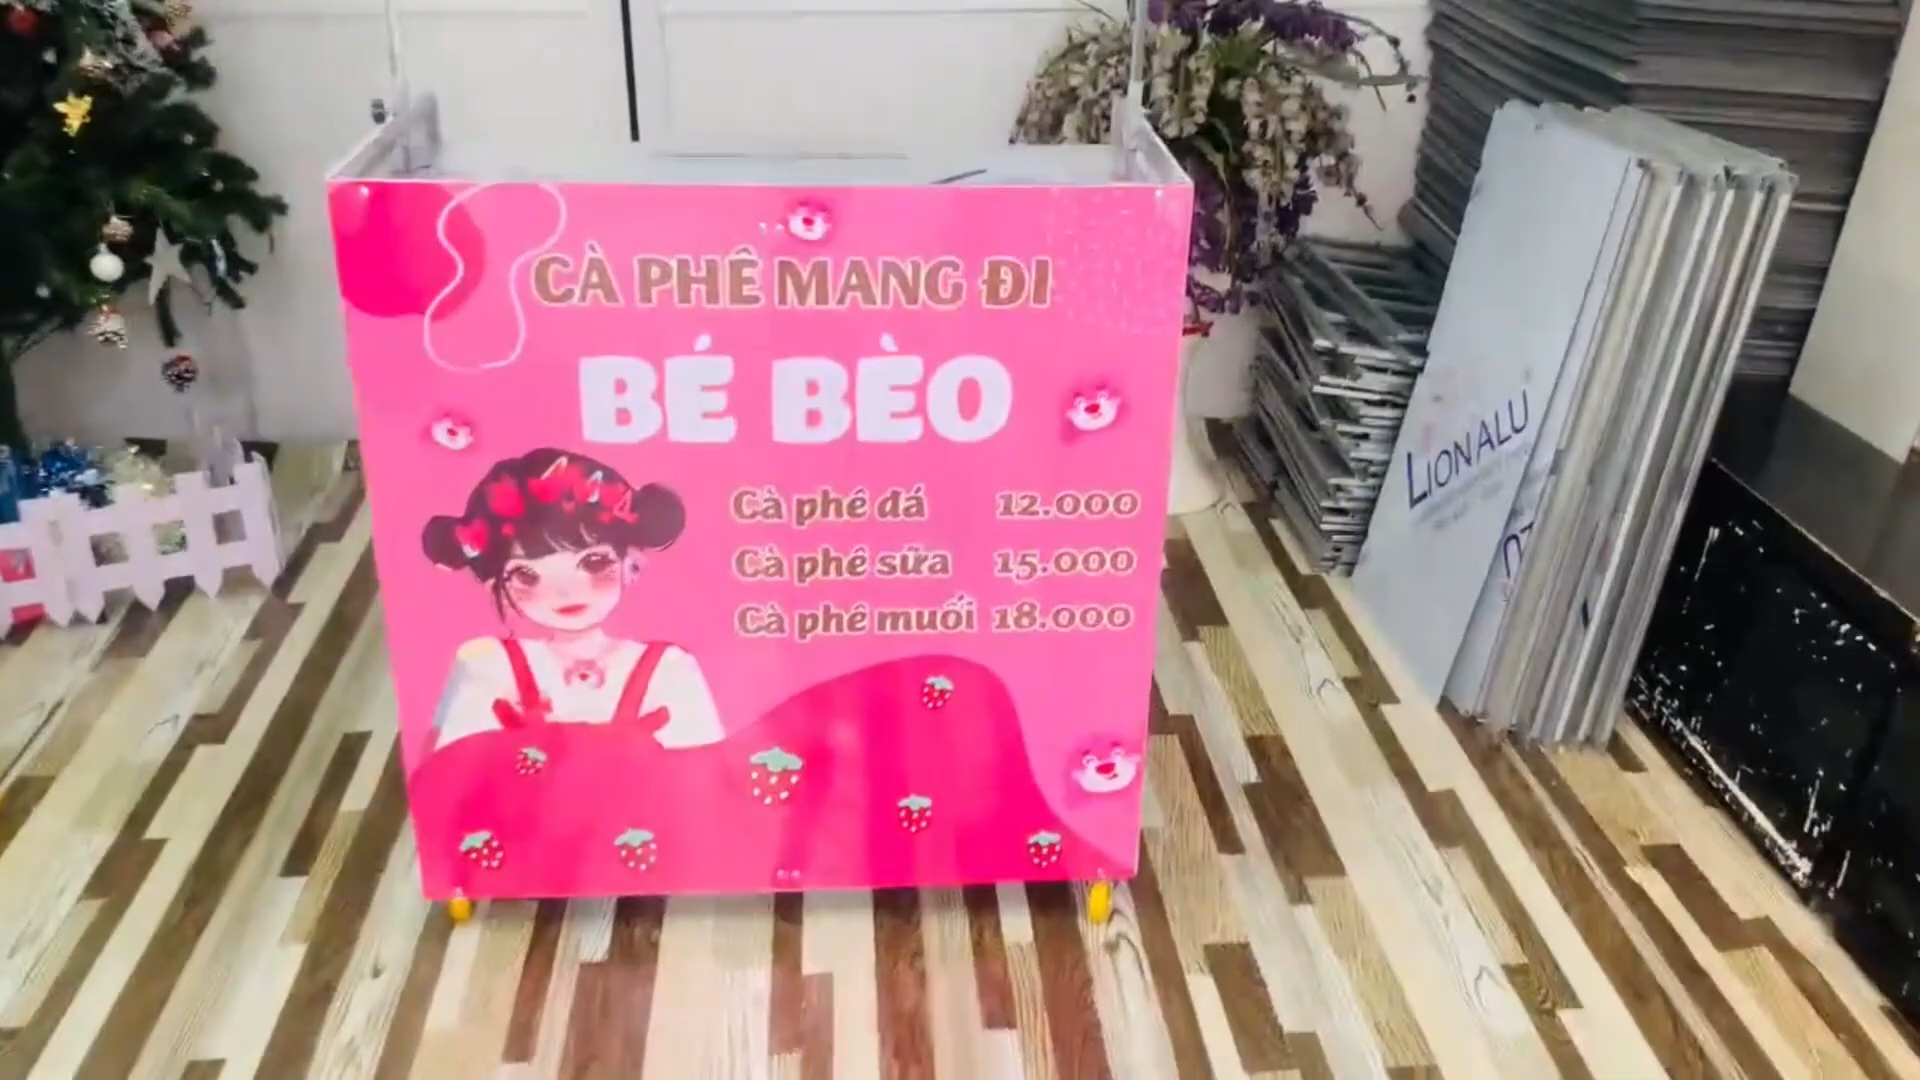 CÀ PHÊ MANG ĐI
BÉ BÈO
Cà phê đá 12.000
Cà phê sữa 15.000
Cà phê muối 18.000
LIONALU